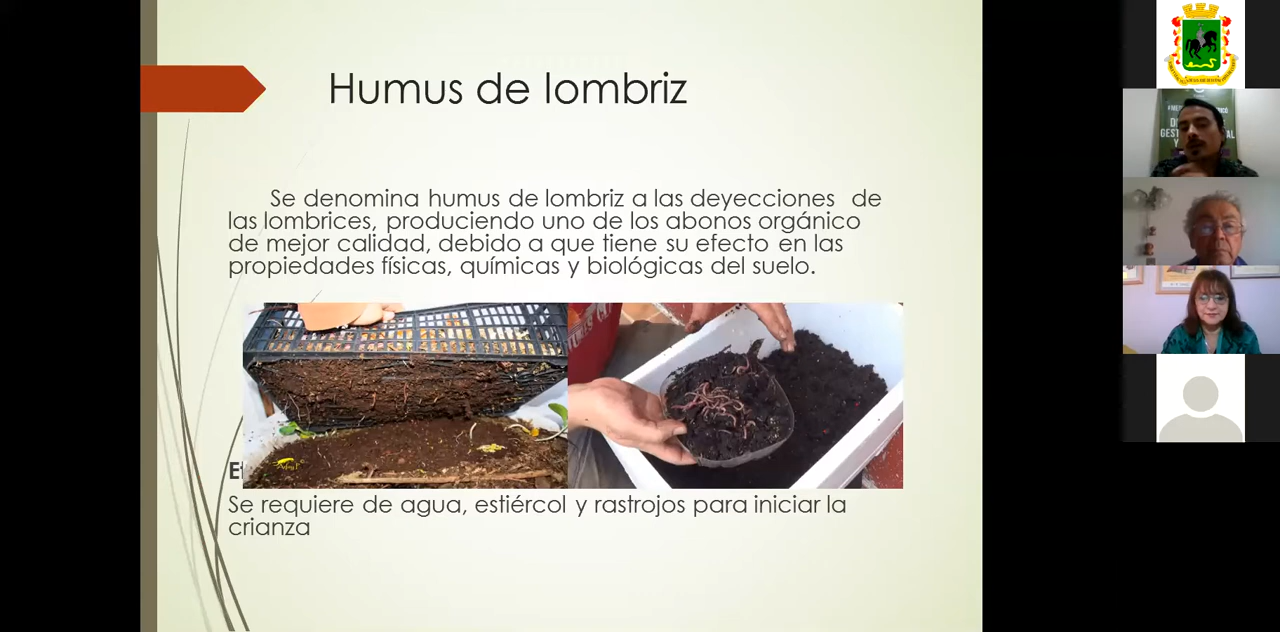 Humus de lombriz
Se denomina humus de lombriz a las deyecciones de
las lombrices, produciendo uno de los abonos orgánico
de mejor calidad, debido a que tiene su efecto en las
propiedades físicas, químicas y biológicas del suelo.
Se requiere de agua, estiércol y rastrojos para iniciar la
crianza